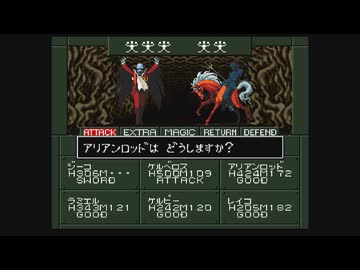 ATTACK EXTRA MAGIC RETURN DEFEND
アリアンロッドは どうしますか?
ジーコ ケルベロス アリアンロッド
H306M・・・ H500M109 H424M172
SWORD ATTACK GOOD
ラミエル ケルピー レイコ
H343M121 H242M120 H205M182
GOOD GOOD GOOD